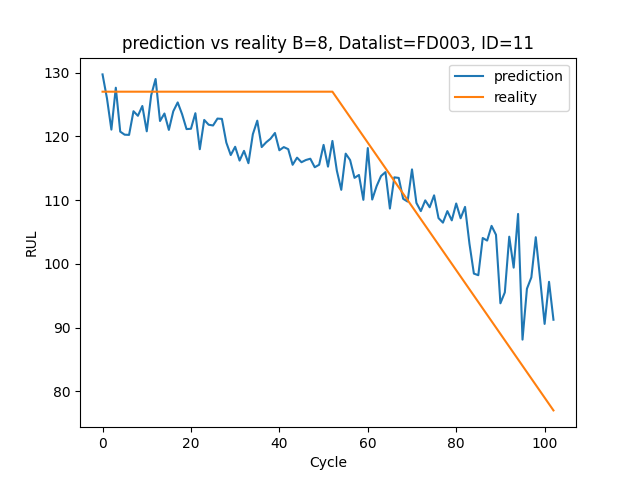 prediction vs reality B=8, Datalist=FD003, ID=11
prediction
reality
RUL
130
120
110
100
90
80
0 20 40 60 80 100
Cycle